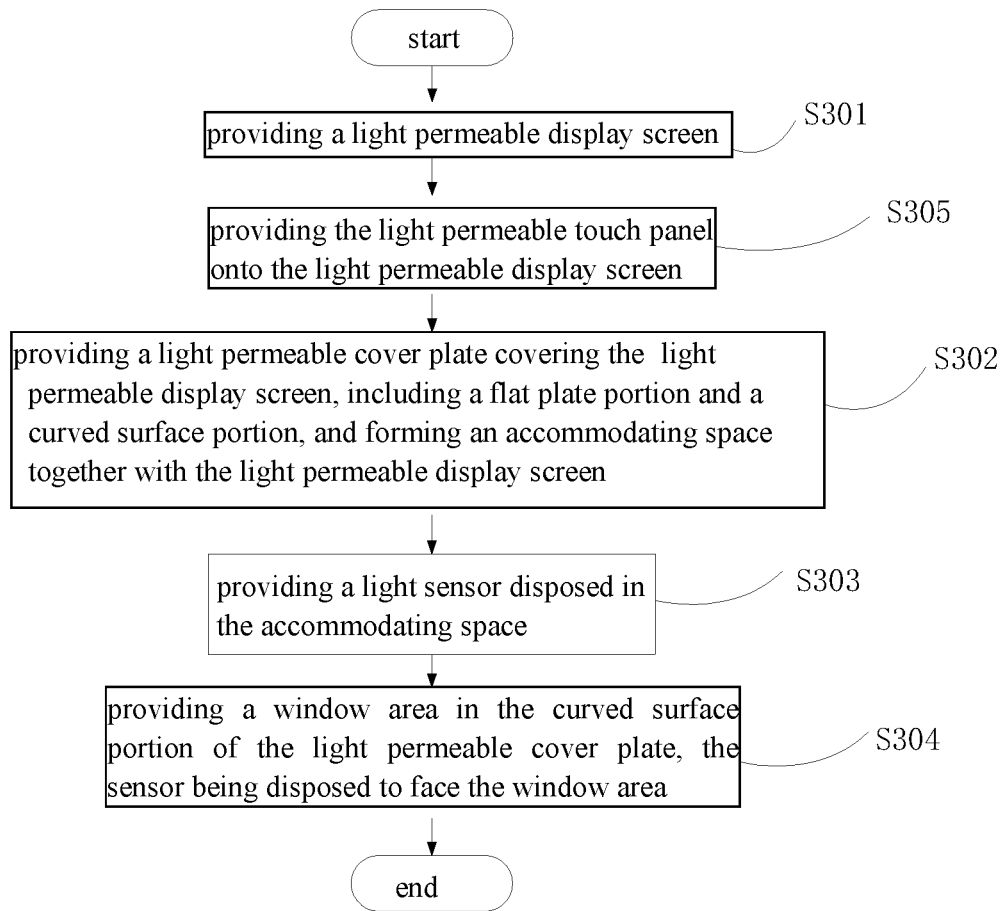 start
providing a light permeable display screen
S301
providing the light permeable touch panel
onto the light permeable display screen
S305
providing a light permeable cover plate covering the light
permeable display screen, including a flat plate portion and a
curved surface portion, and forming an accommodating space
together with the light permeable display screen
S302
providing a light sensor disposed in
the accommodating space
S303
providing a window area in the curved surface
portion of the light permeable cover plate, the
sensor being disposed to face the window area
S304
end